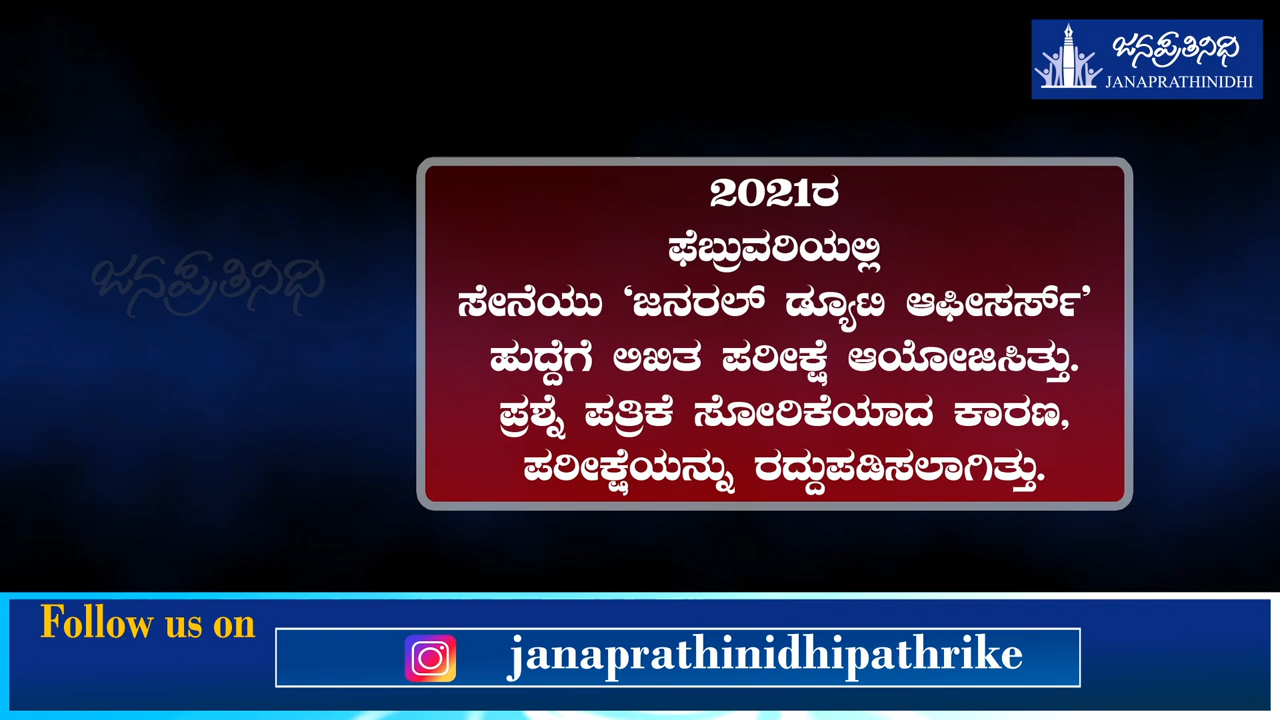 ಜನಪ್ರತಿನಿಧಿ
JANAPRATHINIDHI
2021ರ
ಫೆಬ್ರುವರಿಯಲ್ಲಿ
ಸೇನೆಯು ‘ಜನರಲ್ ಡ್ಯೂಟಿ ಆಫೀಸರ್ಸ್’
ಹುದ್ದೆಗೆ ಲಿಖಿತ ಪರೀಕ್ಷೆ ಆಯೋಜಿಸಿತ್ತು.
ಪ್ರಶ್ನೆ ಪತ್ರಿಕೆ ಸೋರಿಕೆಯಾದ ಕಾರಣ,
ಪರೀಕ್ಷೆಯನ್ನು ರದ್ದುಪಡಿಸಲಾಗಿತ್ತು.
ಜನಪ್ರತಿನಿಧಿ
Follow us on
janaprathinidhipathrike